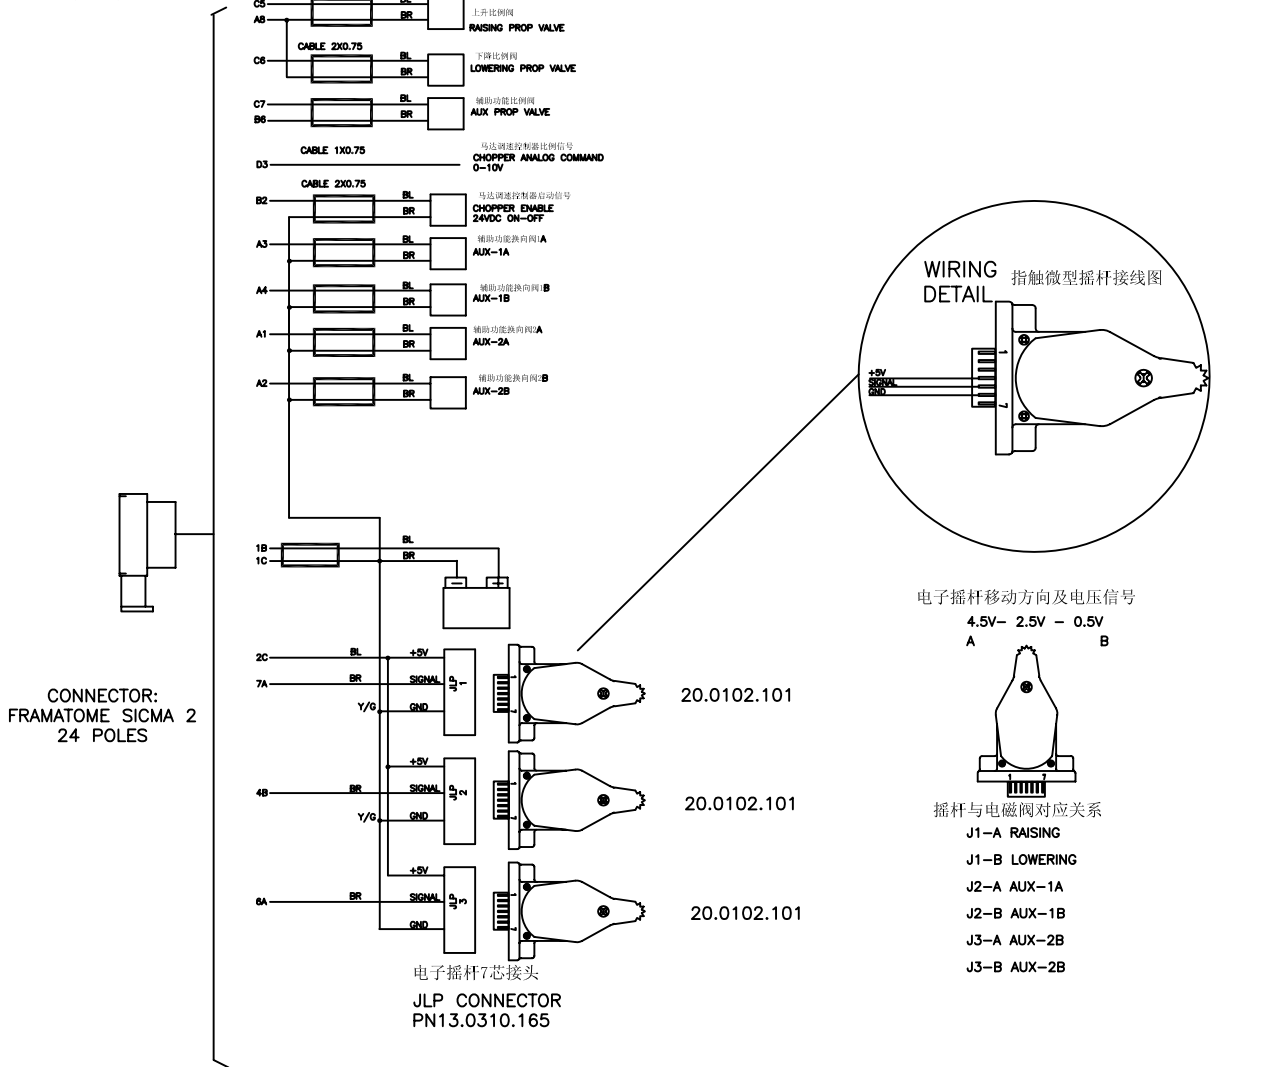 C5
A8
BR
上升比例阀
RAISING PROP VALVE
CABLE 2X0.75
C6
BL
BR
下降比例阀
LOWERING PROP VALVE
C7
B6
BL
BR
辅助功能比例阀
AUX PROP VALVE
CABLE 1X0.75
D3
马达调速控制器比例信号
CHOPPER ANALOG COMMAND
0-10V
CABLE 2X0.75
B2
BL
BR
马达调速控制器启动信号
CHOPPER ENABLE
24VDC ON-OFF
A3
BL
BR
辅助功能换向阀1A
AUX-1A
A4
BL
BR
辅助功能换向阀1B
AUX-1B
A1
BL
BR
辅助功能换向阀2A
AUX-2A
A2
BL
BR
辅助功能换向阀2B
AUX-2B
WIRING
DETAIL
指触微型摇杆接线图
+5V
SIGNAL
GND
1
7
1B
1C
BL
BR
- +
CONNECTOR:
FRAMATOME SICMA 2
24 POLES
2C
7A
BL
BR
Y/G
+5V
SIGNAL
GND
JLP
1
1
7
20.0102.101
4B
BR
Y/G
+5V
SIGNAL
GND
JLP
2
1
7
20.0102.101
6A
BR
+5V
SIGNAL
GND
JLP
3
1
7
20.0102.101
电子摇杆7芯接头
JLP CONNECTOR
PN13.0310.165
电子摇杆移动方向及电压信号
4.5V- 2.5V - 0.5V
A B
1 7
摇杆与电磁阀对应关系
J1-A RAISING
J1-B LOWERING
J2-A AUX-1A
J2-B AUX-1B
J3-A AUX-2B
J3-B AUX-2B